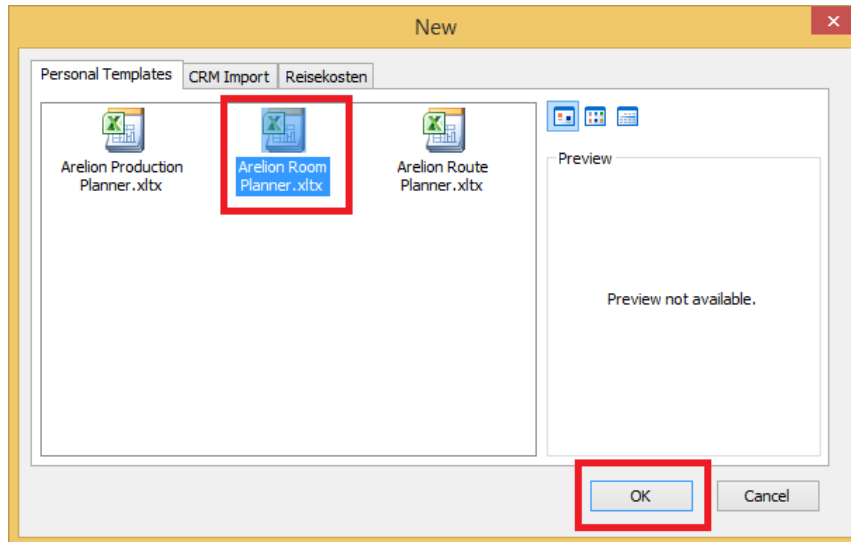 New
Personal Templates CRM Import Reisekosten
Arelion Production
Planner.xltx
Arelion Room
Planner.xltx
Arelion Route
Planner.xltx
Preview
Preview not available.
OK Cancel